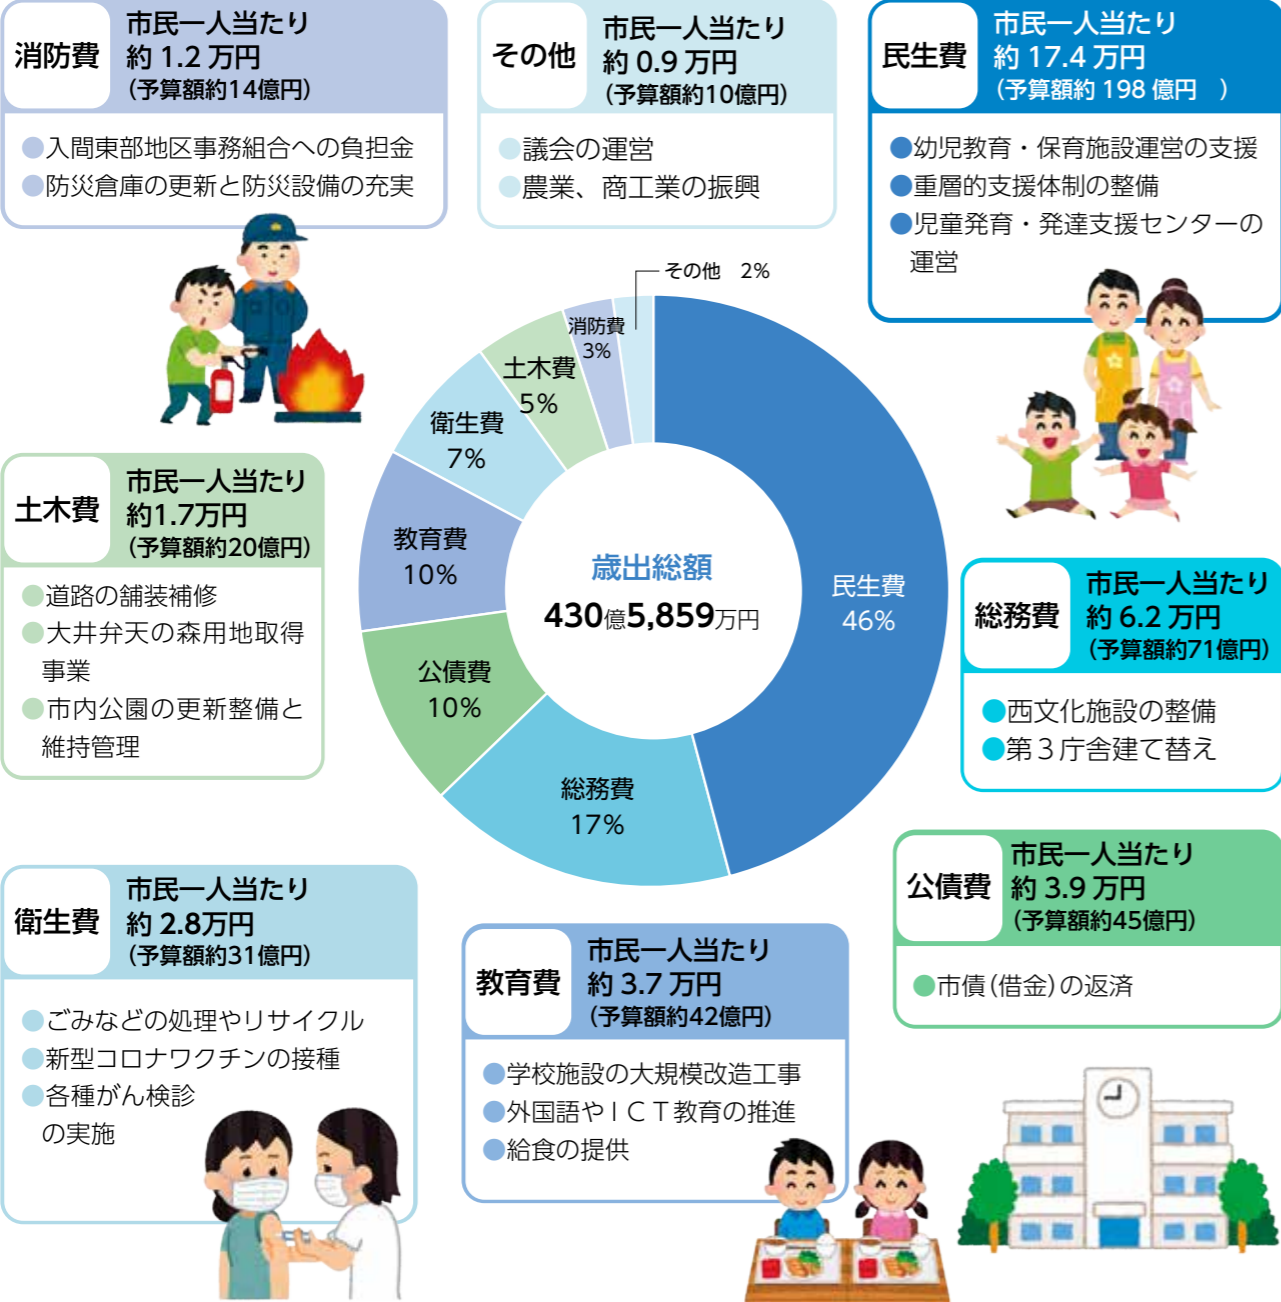 消防費
市民一人当たり
約 1.2 万円
(予算額約14億円)
●入間東部地区事務組合への負担金
●防災倉庫の更新と防災設備の充実
その他
市民一人当たり
約 0.9 万円
(予算額約10億円)
●議会の運営
●農業、商工業の振興
民生費
市民一人当たり
約 17.4 万円
(予算額約 198 億円　)
●幼児教育・保育施設運営の支援
●重層的支援体制の整備
●児童発育・発達支援センターの
運営
その他　2%
消防費
3%
土木費
5%
衛生費
7%
教育費
10%
公債費
10%
総務費
17%
民生費
46%
歳出総額
430億5,859万円
土木費
市民一人当たり
約1.7万円
(予算額約20億円)
●道路の舗装補修
●大井弁天の森用地取得
事業
●市内公園の更新整備と
維持管理
総務費
市民一人当たり
約 6.2 万円
(予算額約71億円)
●西文化施設の整備
●第３庁舎建て替え
衛生費
市民一人当たり
約 2.8万円
(予算額約31億円)
●ごみなどの処理やリサイクル
●新型コロナワクチンの接種
●各種がん検診
の実施
教育費
市民一人当たり
約 3.7 万円
(予算額約42億円)
●学校施設の大規模改造工事
●外国語やＩＣＴ教育の推進
●給食の提供
公債費
市民一人当たり
約 3.9 万円
(予算額約45億円)
●市債(借金)の返済